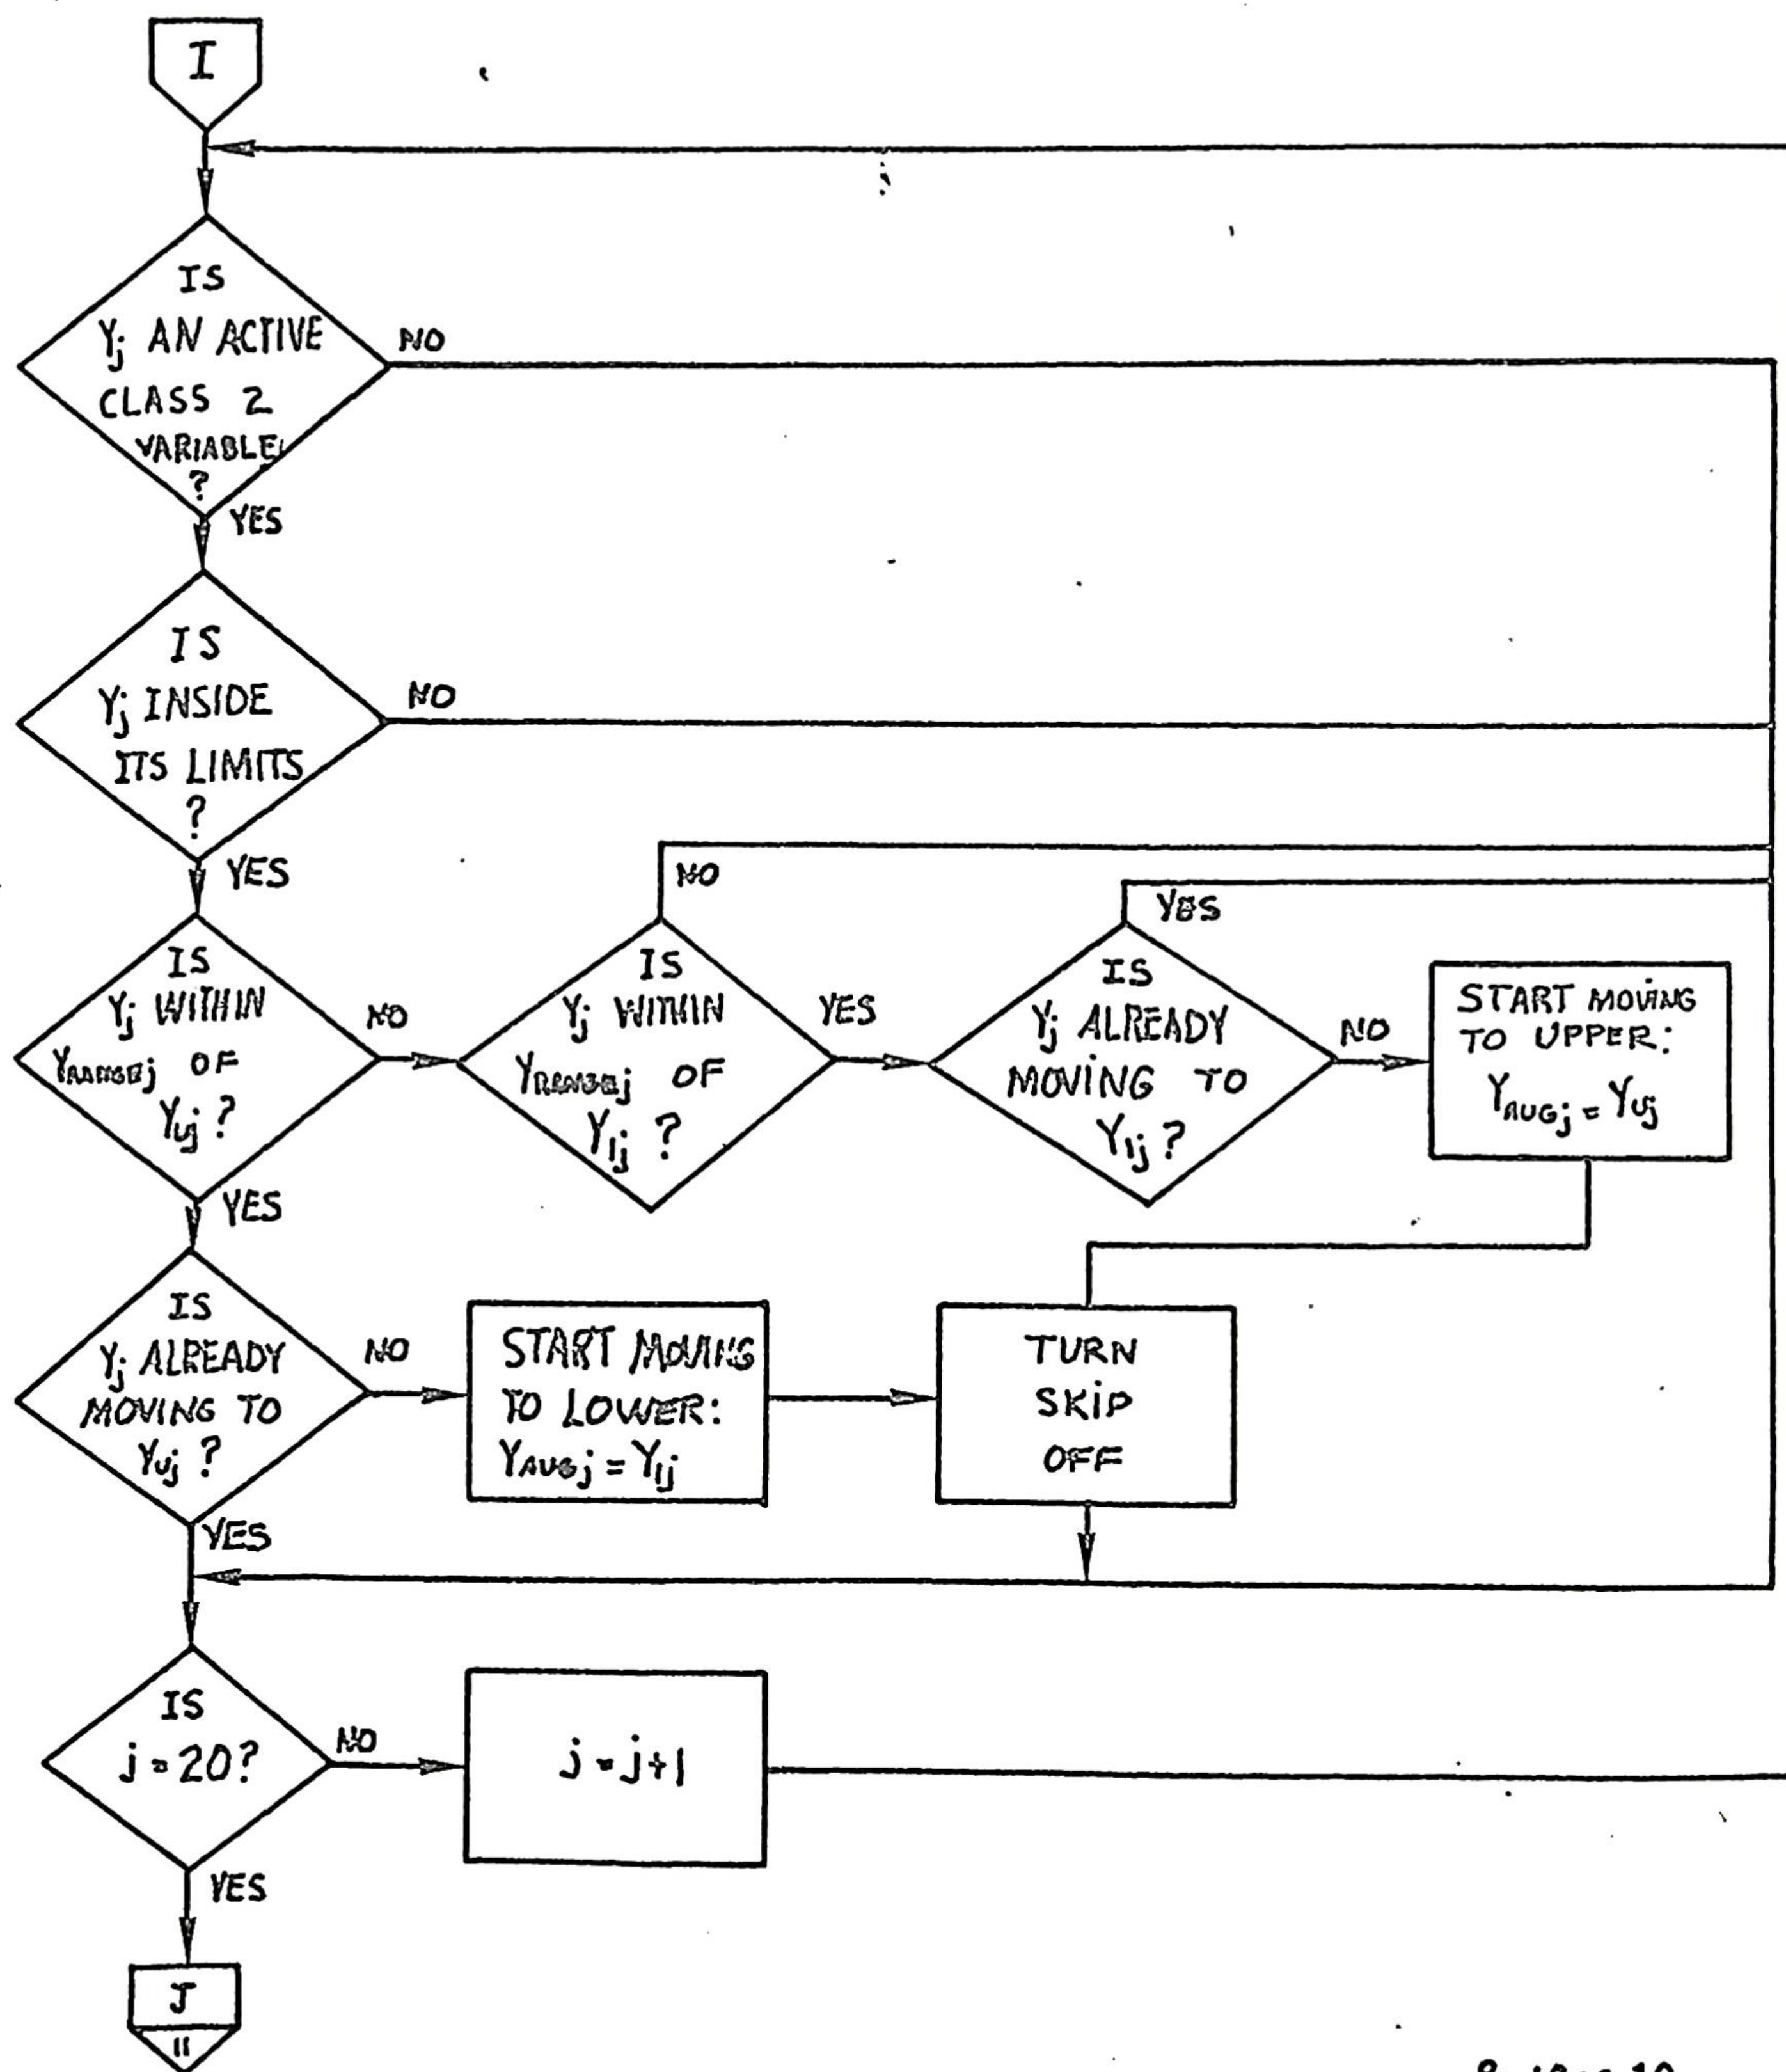 I
IS
Yj AN ACTIVE
CLASS 2
VARIABLE
?
NO
YES
IS
Yj INSIDE
ITS LIMITS
?
NO
YES
IS
Yj WITHIN
YRANGEj OF
Yuj ?
NO
YES
IS
Yj WITHIN
YRANGEj OF
Ylj ?
NO
YES
IS
Yj ALREADY
MOVING TO
Ylj ?
YES
NO
START MOVING
TO UPPER:
YAUGj = Yuj
IS
Yj ALREADY
MOVING TO
Yuj ?
NO
YES
START MOVING
TO LOWER:
YAUGj = Ylj
TURN
SKIP
OFF
IS
j = 20?
NO
YES
j = j+1
J
11